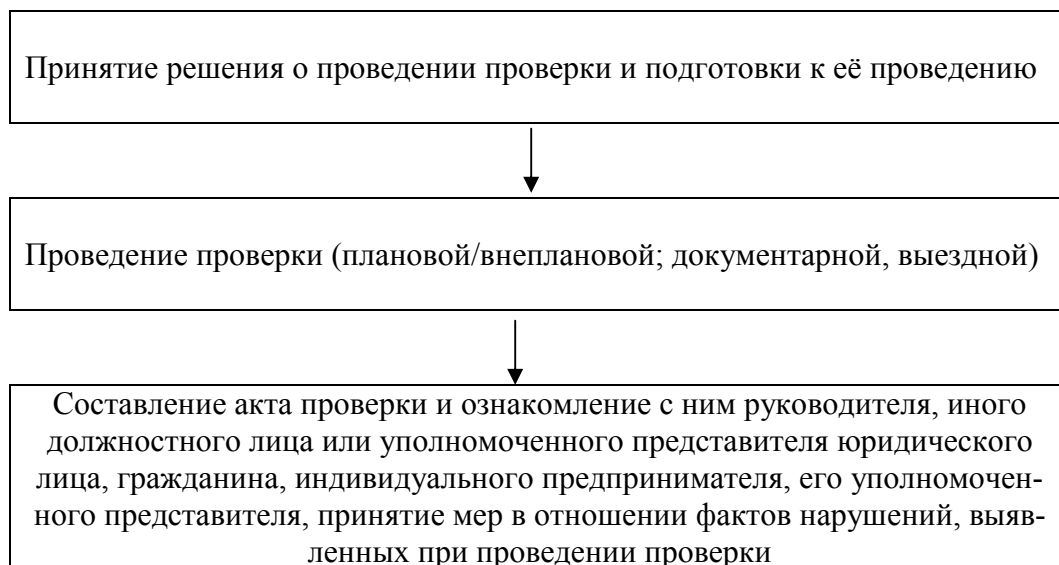 Принятие решения о проведении проверки и подготовки к её проведению
Проведение проверки (плановой/внеплановой; документарной, выездной)
Составление акта проверки и ознакомление с ним руководителя, иного
должностного лица или уполномоченного представителя юридического
лица, гражданина, индивидуального предпринимателя, его уполномочен-
ного представителя, принятие мер в отношении фактов нарушений, выяв-
ленных при проведении проверки